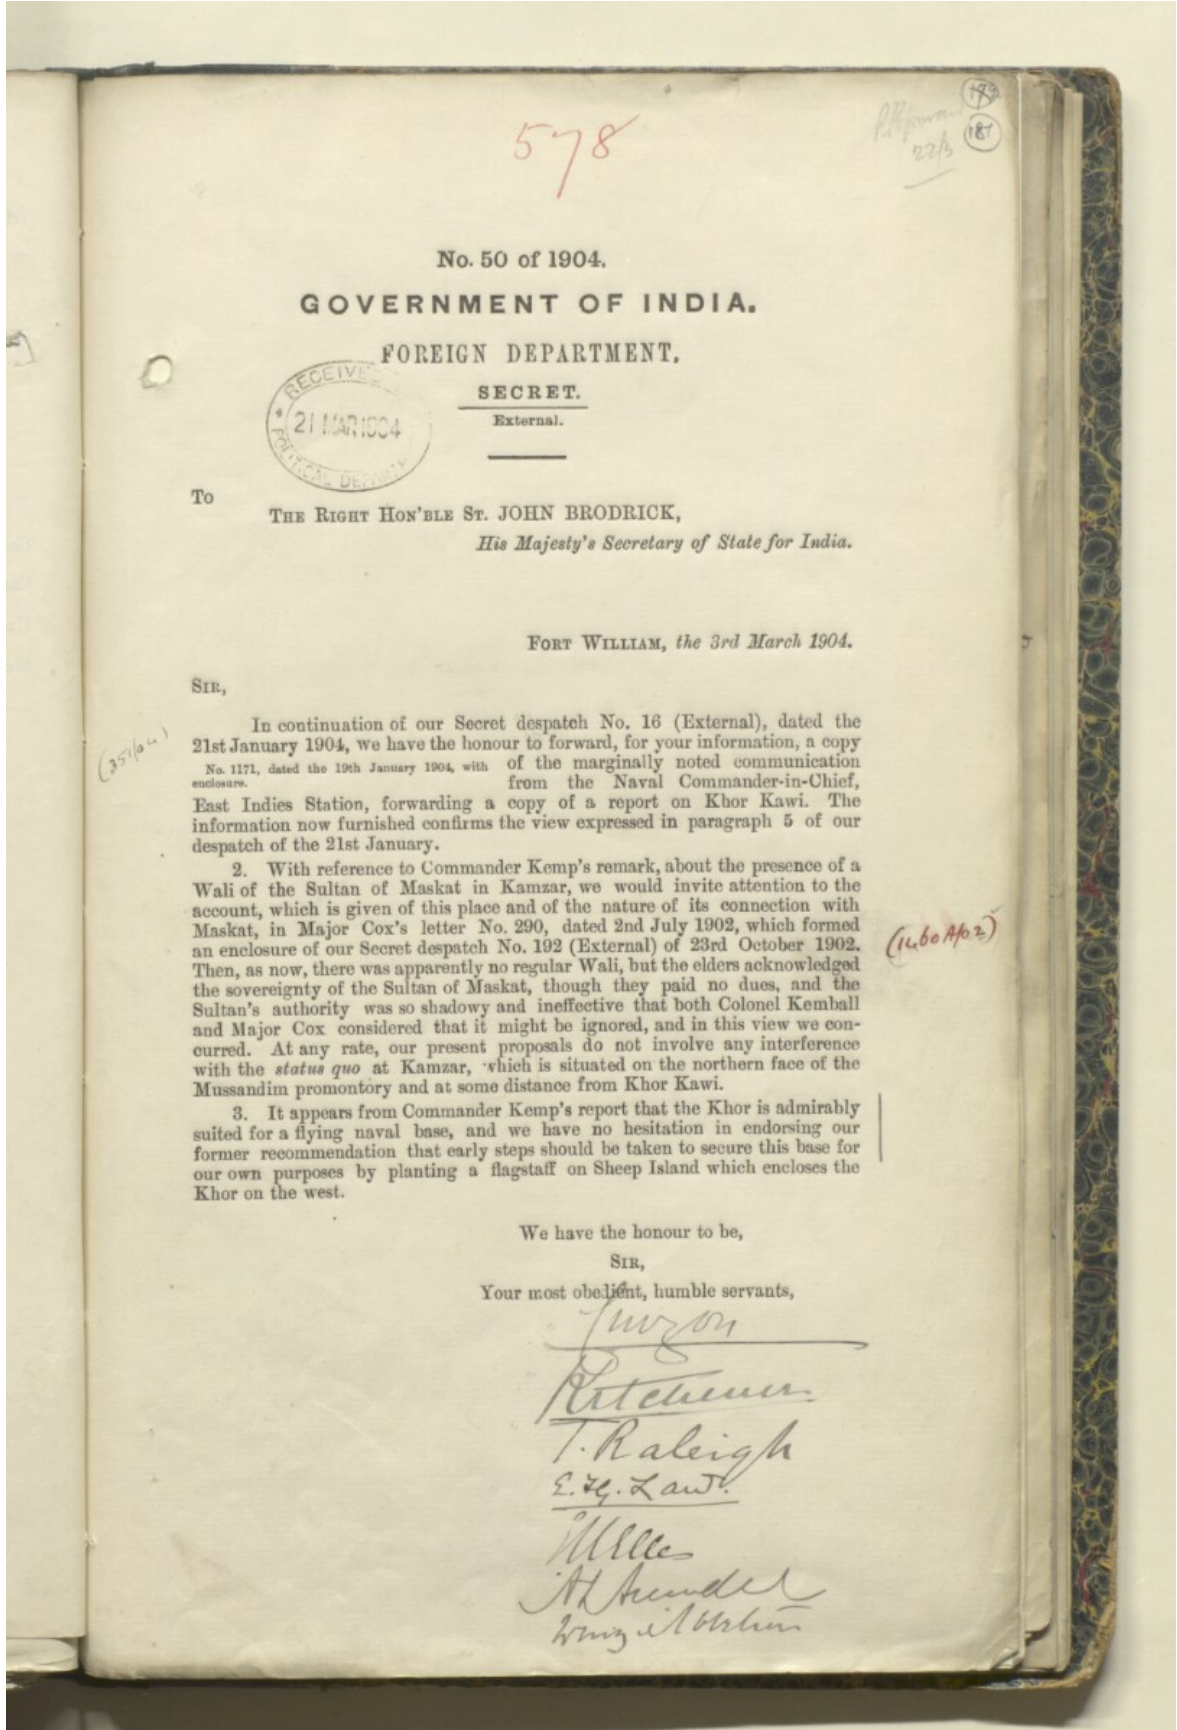 179
181
22/3
578
No. 50 of 1904.
GOVERNMENT OF INDIA.
FOREIGN DEPARTMENT.
SECRET.
External.
RECEIVED
21 MAR 1904
POLITICAL DEPARTM
To
THE RIGHT HON'BLE ST. JOHN BRODRICK,
His Majesty's Secretary of State for India.
FORT WILLIAM, the 3rd March 1904.
SIR,
In continuation of our Secret despatch No. 16 (External), dated the
(351/04)
21st January 1904, we have the honour to forward, for your information, a copy
No. 1171, dated the 19th January 1904, with
enclosure.
of the marginally noted communication
from the Naval Commander-in-Chief,
East Indies Station, forwarding a copy of a report on Khor Kawi. The
information now furnished confirms the view expressed in paragraph 5 of our
despatch of the 21st January.
2. With reference to Commander Kemp's remark, about the presence of a
Wali of the Sultan of Maskat in Kamzar, we would invite attention to the
account, which is given of this place and of the nature of its connection with
Maskat, in Major Cox's letter No. 290, dated 2nd July 1902, which formed
an enclosure of our Secret despatch No. 192 (External) of 23rd October 1902.
(1460A/02)
Then, as now, there was apparently no regular Wali, but the elders acknowledged
the sovereignty of the Sultan of Maskat, though they paid no dues, and the
Sultan's authority was so shadowy and ineffective that both Colonel Kemball
and Major Cox considered that it might be ignored, and in this view we con-
curred. At any rate, our present proposals do not involve any interference
with the status quo at Kamzar, which is situated on the northern face of the
Mussandim promontory and at some distance from Khor Kawi.
3. It appears from Commander Kemp's report that the Khor is admirably
suited for a flying naval base, and we have no hesitation in endorsing our
former recommendation that early steps should be taken to secure this base for
our own purposes by planting a flagstaff on Sheep Island which encloses the
Khor on the west.
We have the honour to be,
SIR,
Your most obedient, humble servants,
Curzon
Kitchener
T. Raleigh
E. Fg. Law.
E R Elles
A L Arundel
Denzil Ibbetson